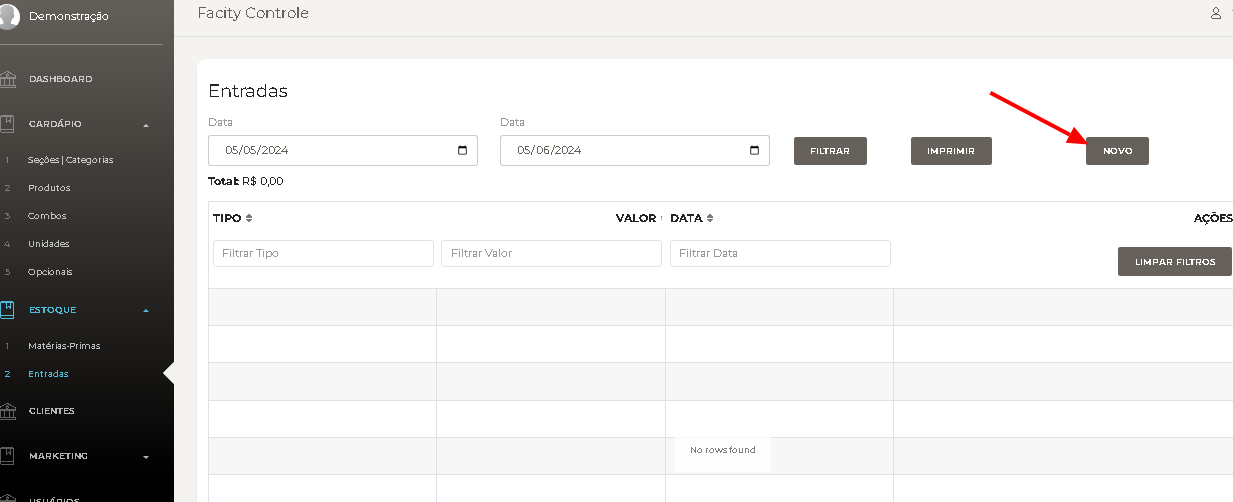 Demonstração
Facity Controle
DASHBOARD
CARDÁPIO
1 Seções | Categorias
2 Produtos
3 Combos
4 Unidades
5 Opcionais
ESTOQUE
1 Matérias-Primas
2 Entradas
CLIENTES
MARKETING
USUÁRIOS
Entradas
Data Data
05/05/2024 05/06/2024 FILTRAR IMPRIMIR NOVO
Total: R$ 0,00
TIPO VALOR DATA AÇÕES
Filtrar Tipo Filtrar Valor Filtrar Data LIMPAR FILTROS
No rows found